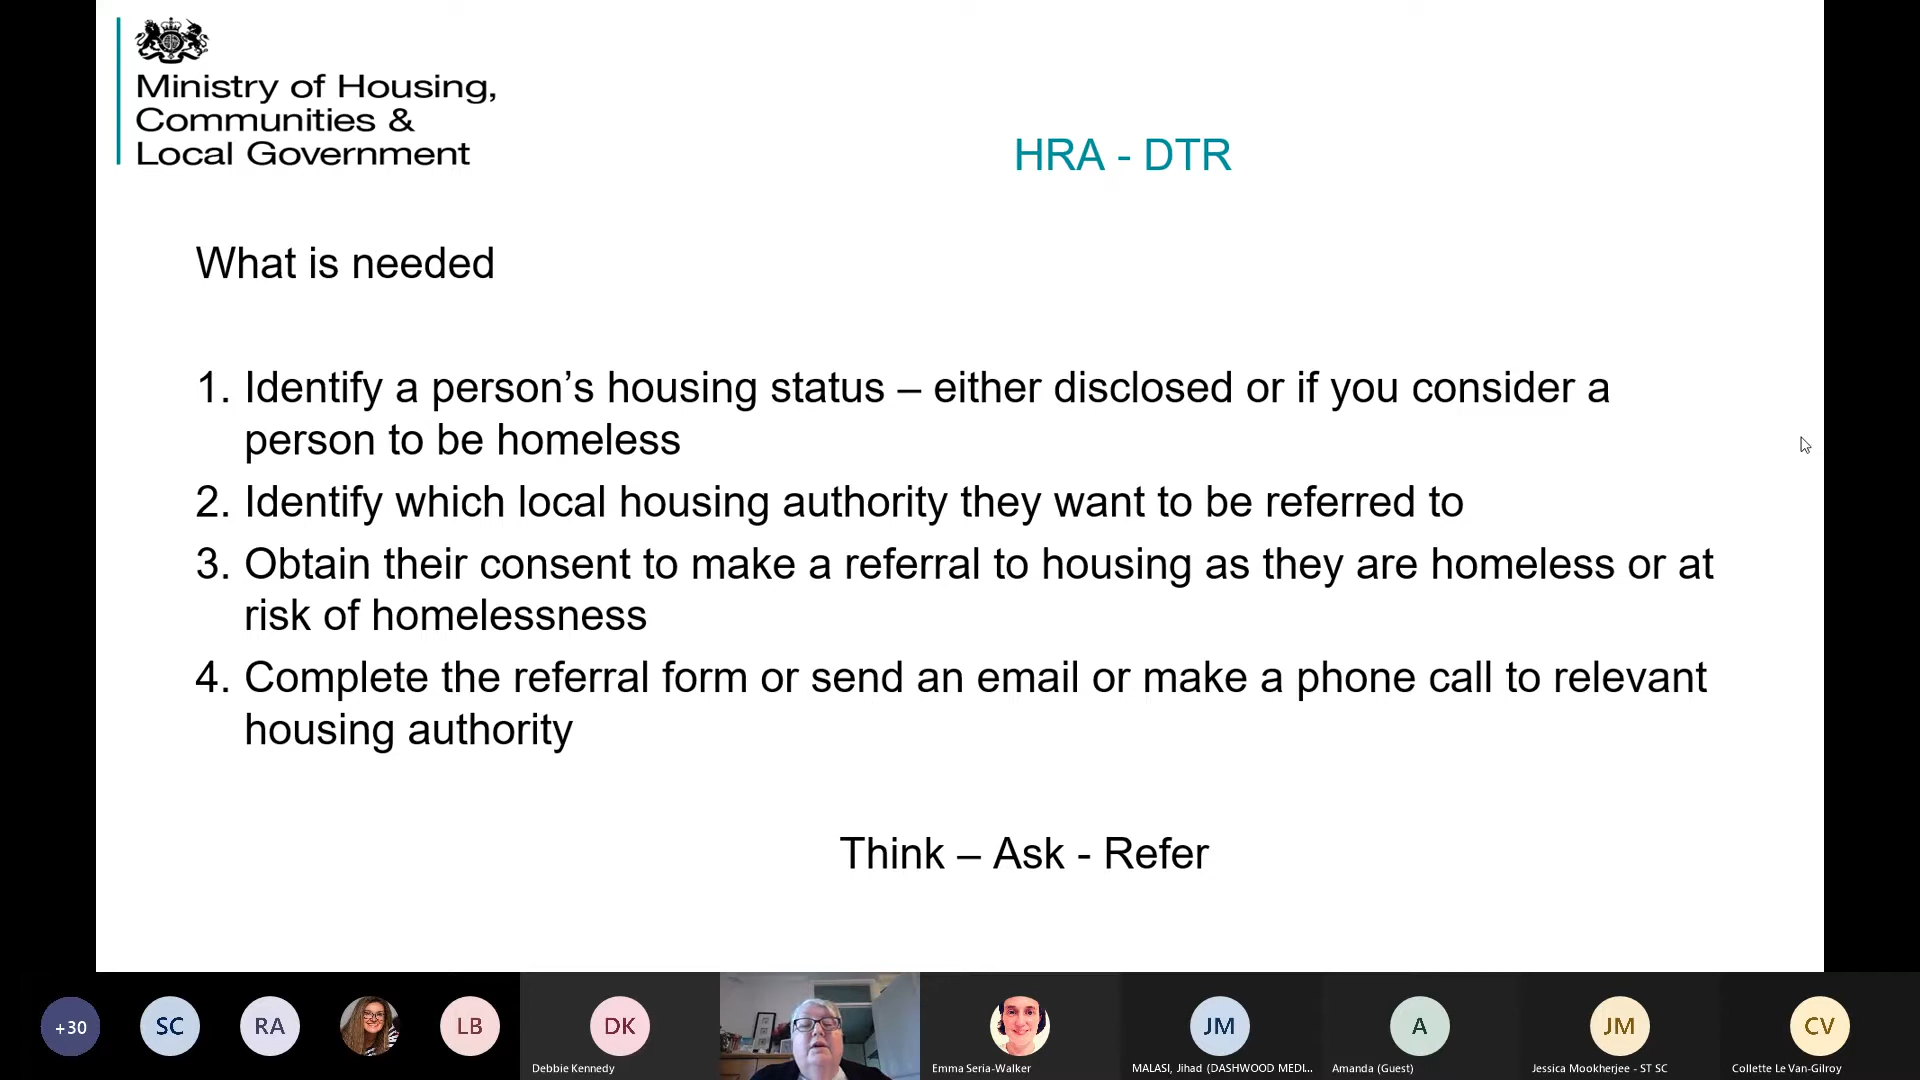 Ministry of Housing,
Communities &
Local Government
HRA - DTR
What is needed
1. Identify a person’s housing status – either disclosed or if you consider a
person to be homeless
2. Identify which local housing authority they want to be referred to
3. Obtain their consent to make a referral to housing as they are homeless or at
risk of homelessness
4. Complete the referral form or send an email or make a phone call to relevant
housing authority
Think – Ask - Refer
+30
SC
RA
LB
DK
JM
A
JM
CV
Debbie Kennedy
Emma Seria-Walker
MALASI, Jihad (DASHWOOD MEDI...
Amanda (Guest)
Jessica Mookherjee - ST SC
Collette Le Van-Gilroy